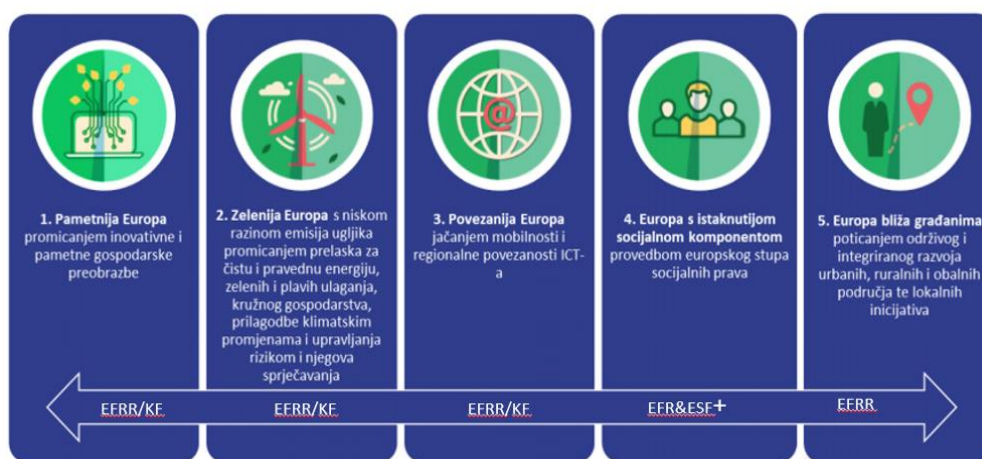 1. Pametnija Europa
promicanjem inovativne i
pametne gospodarske
preobrazbe
2. Zelenija Europa s niskom
razinom emisija ugljika
promicanjem prelaska za
čistu i pravednu energiju,
zelenih i plavih ulaganja,
kružnog gospodarstva,
prilagodbe klimatskim
promjenama i upravljanja
rizikom i njegova
sprječavanja
@
3. Povezanija Europa
jačanjem mobilnosti i
regionalne povezanosti ICT-
a
4. Europa s istaknutijom
socijalnom komponentom
provedbom europskog stupa
socijalnih prava
5. Europa bliža građanima
poticanjem održivog i
integriranog razvoja
urbanih, ruralnih i obalnih
područja te lokalnih
inicijativa
EFRR/KF
EFRR/KF
EFRR/KF
EFR&ESF+
EFRR